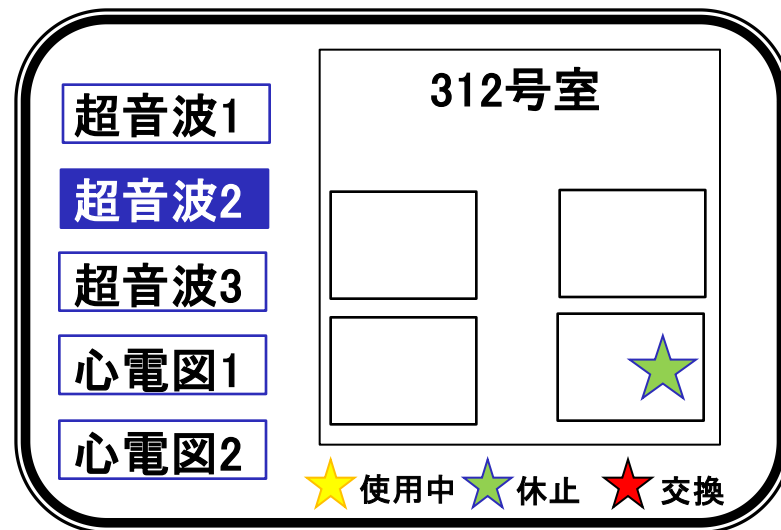 超音波1
超音波2
超音波3
心電図1
心電図2
312号室
使用中
休止
交換